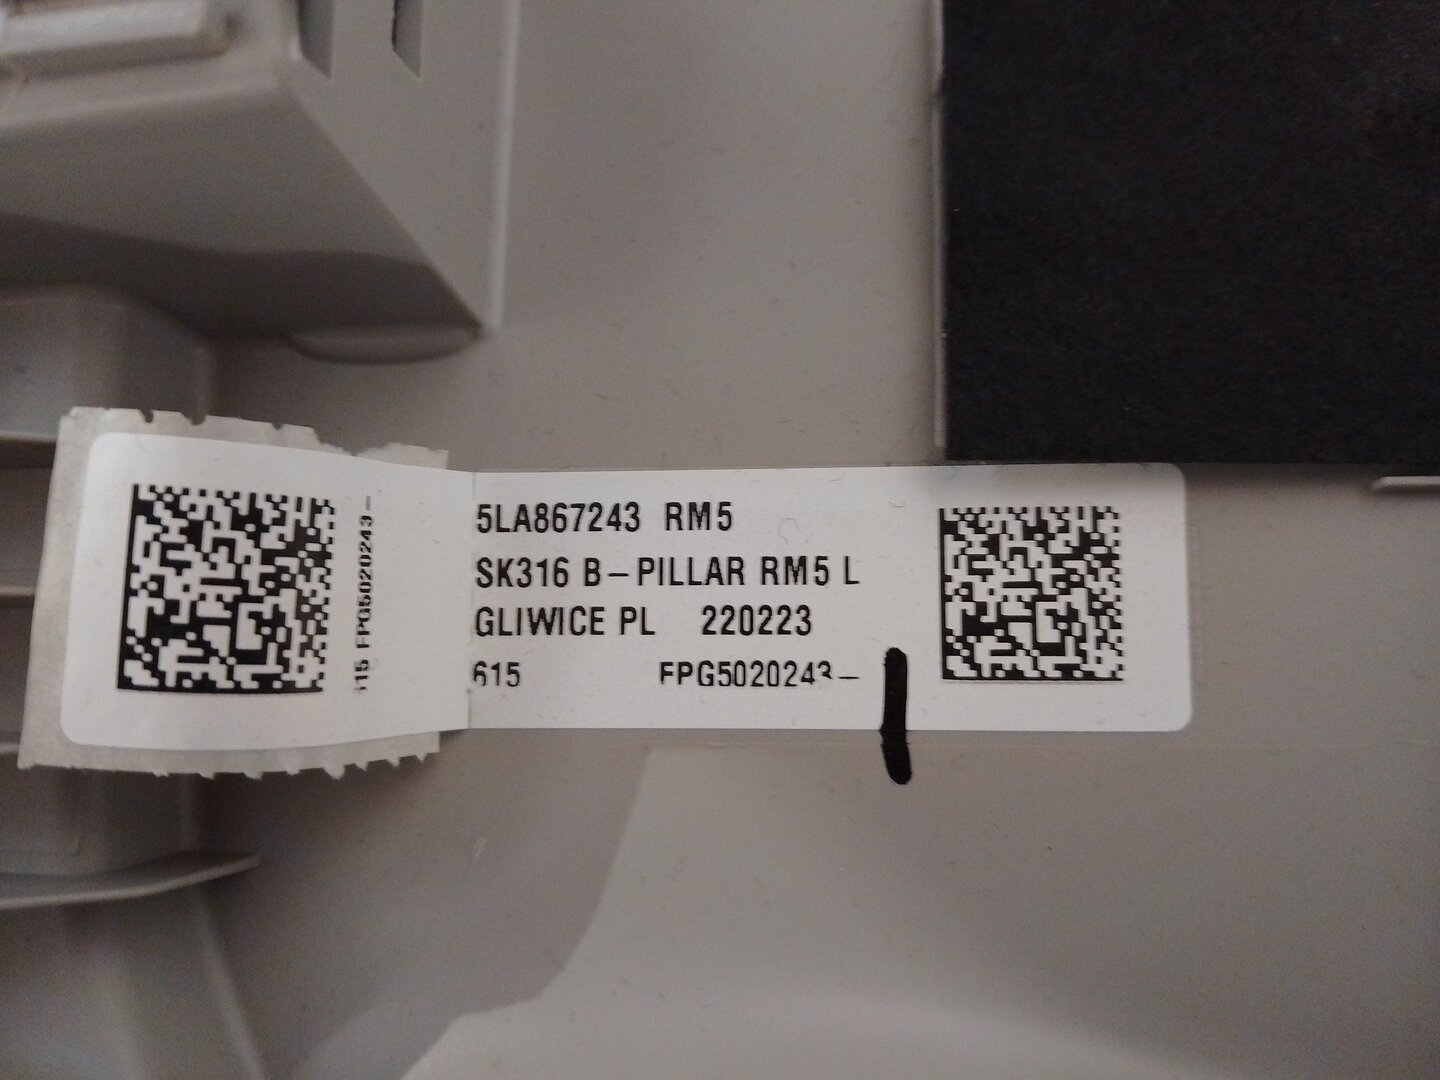 615 FPG5020243-
5LA867243 RM5
SK316 B-PILLAR RM5 L
GLIWICE PL 220223
615 FPG5020243-